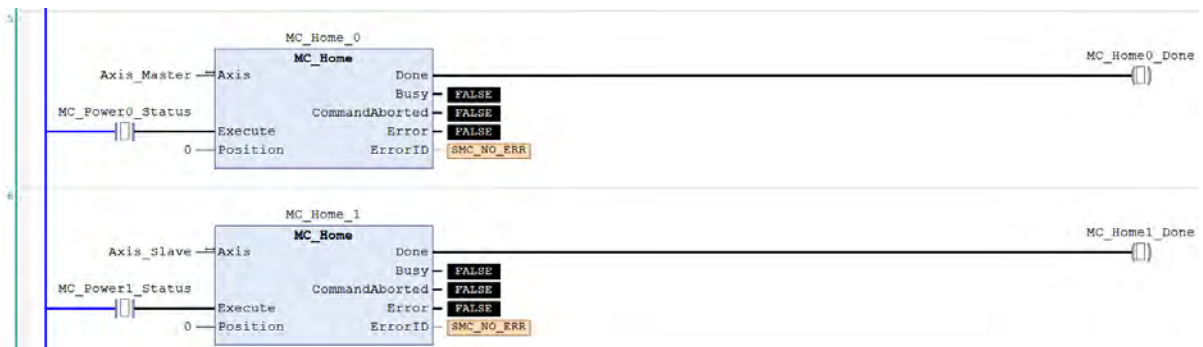 5
MC_Home_0
MC_Home
MC_Home0_Done
Axis_Master Axis Done
Busy FALSE
MC_Power0_Status CommandAborted FALSE
Execute Error FALSE
0 Position ErrorID SMC_NO_ERR
6
MC_Home_1
MC_Home
MC_Home1_Done
Axis_Slave Axis Done
Busy FALSE
MC_Power1_Status CommandAborted FALSE
Execute Error FALSE
0 Position ErrorID SMC_NO_ERR